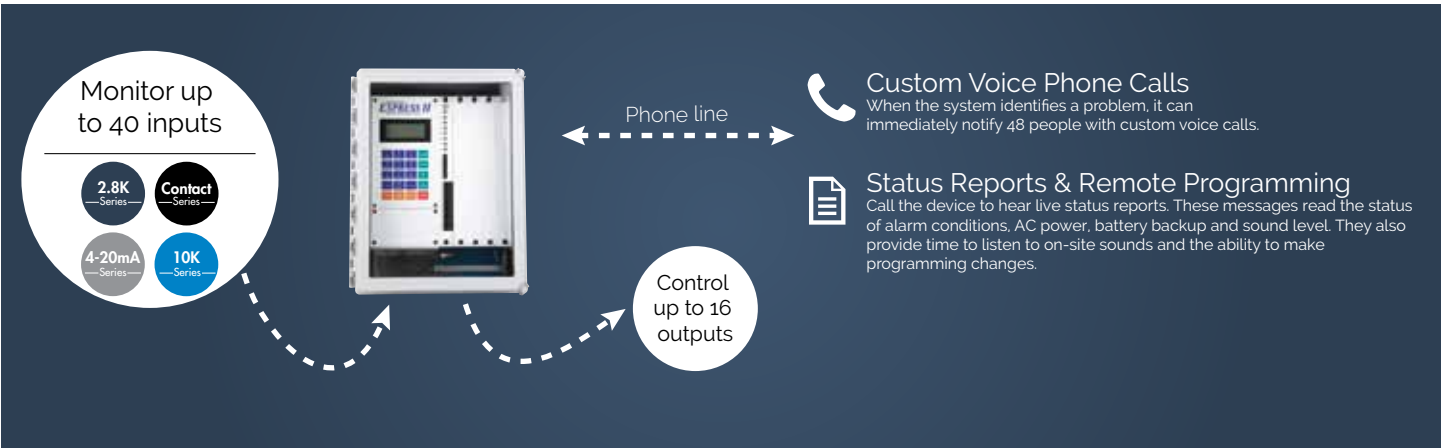 Monitor up
to 40 inputs
2.8K
Series
Contact
Series
4-20mA
Series
10K
Series
EXPRESS II
Phone line
Control
up to 16
outputs
Custom Voice Phone Calls
When the system identifies a problem, it can
immediately notify 48 people with custom voice calls.
Status Reports & Remote Programming
Call the device to hear live status reports. These messages read the status
of alarm conditions, AC power, battery backup and sound level. They also
provide time to listen to on-site sounds and the ability to make
programming changes.